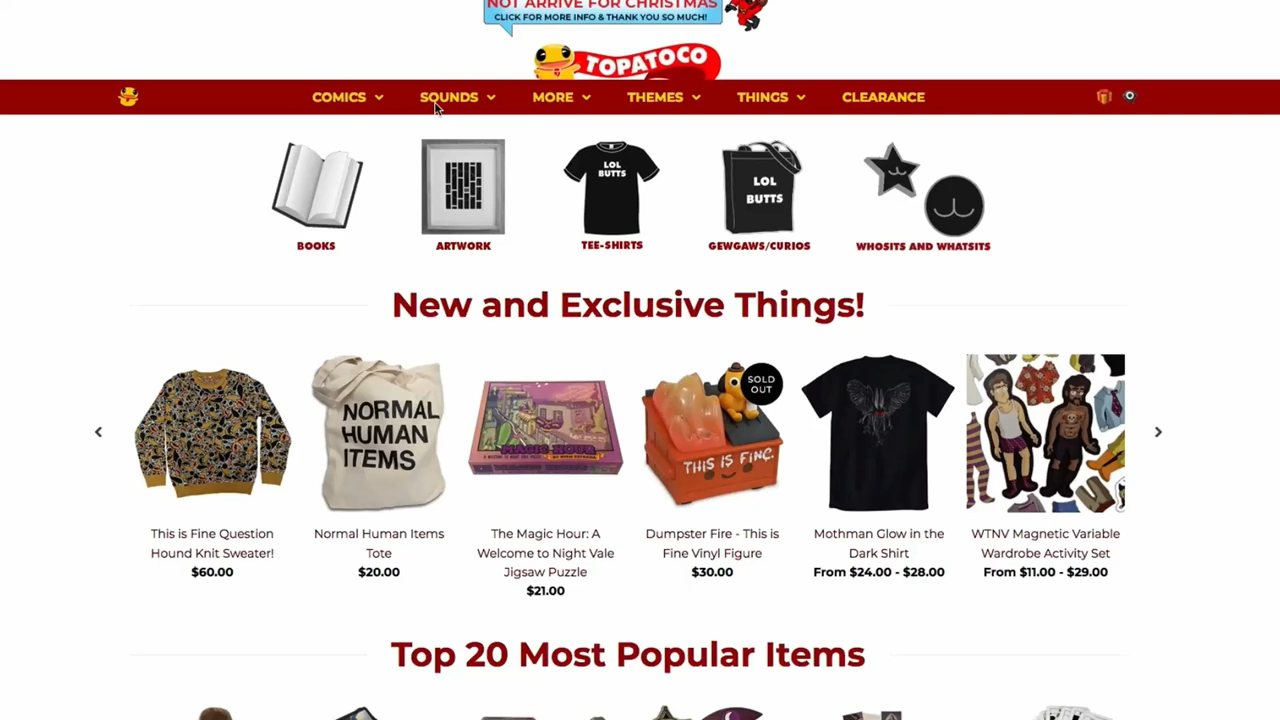 NOT ARRIVE FOR CHRISTMAS
CLICK FOR MORE INFO & THANK YOU SO MUCH!
TOPATOCO
COMICS
SOUNDS
MORE
THEMES
THINGS
CLEARANCE
LOL
BUTTS
LOL
BUTTS
BOOKS
ARTWORK
TEE-SHIRTS
GEWGAWS/CURIOS
WHOSITS AND WHATSITS
New and Exclusive Things!
NORMAL
HUMAN
ITEMS
MAGIC HOUR
SOLD
OUT
THIS IS FINE.
This is Fine Question
Hound Knit Sweater!
$60.00
Normal Human Items
Tote
$20.00
The Magic Hour: A
Welcome to Night Vale
Jigsaw Puzzle
$21.00
Dumpster Fire - This is
Fine Vinyl Figure
$30.00
Mothman Glow in the
Dark Shirt
From $24.00 - $28.00
WTNV Magnetic Variable
Wardrobe Activity Set
From $11.00 - $29.00
Top 20 Most Popular Items